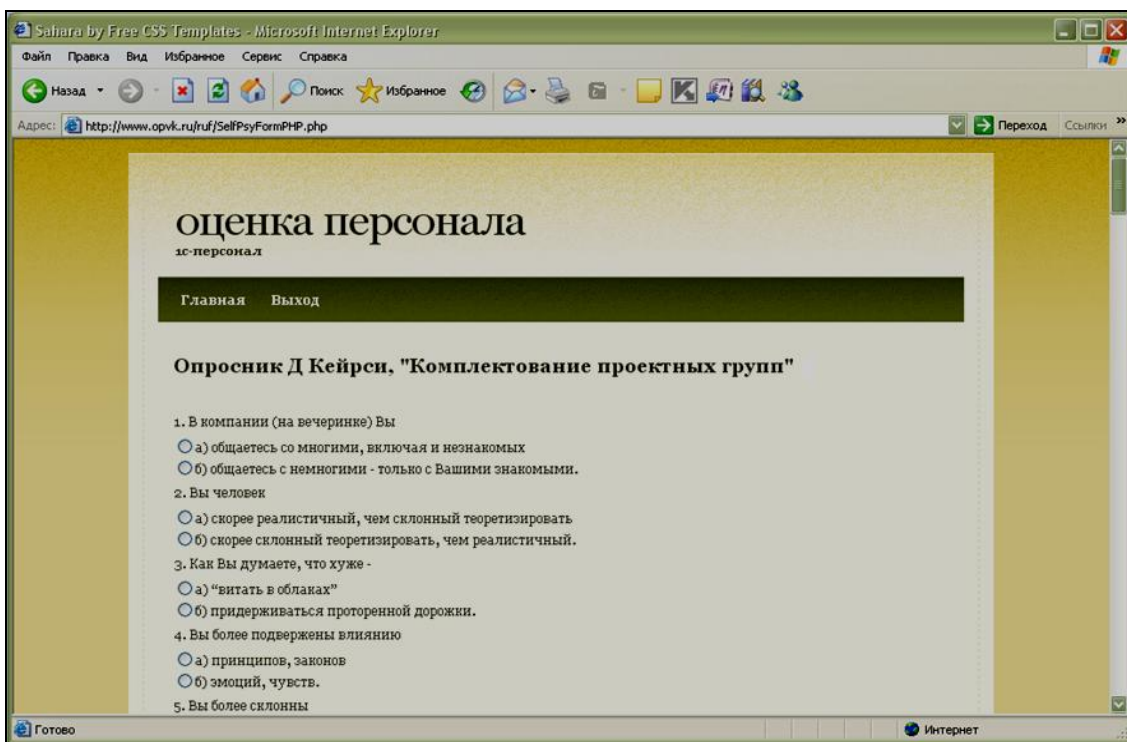 Sahara by Free CSS Templates - Microsoft Internet Explorer
Файл Правка Вид Избранное Сервис Справка
Назад Поиск Избранное
Адрес: http://www.opvk.ru/ruf/SelfPsyFormPHP.php Переход Ссылки »
оценка персонала
1с-персонал
Главная Выход
Опросник Д Кейрси, "Комплектование проектных групп"
1. В компании (на вечеринке) Вы
а) общаетесь со многими, включая и незнакомых
б) общаетесь с немногими - только с Вашими знакомыми.
2. Вы человек
а) скорее реалистичный, чем склонный теоретизировать
б) скорее склонный теоретизировать, чем реалистичный.
3. Как Вы думаете, что хуже -
а) “витать в облаках”
б) придерживаться проторенной дорожки.
4. Вы более подвержены влиянию
а) принципов, законов
б) эмоций, чувств.
5. Вы более склонны
Готово Интернет